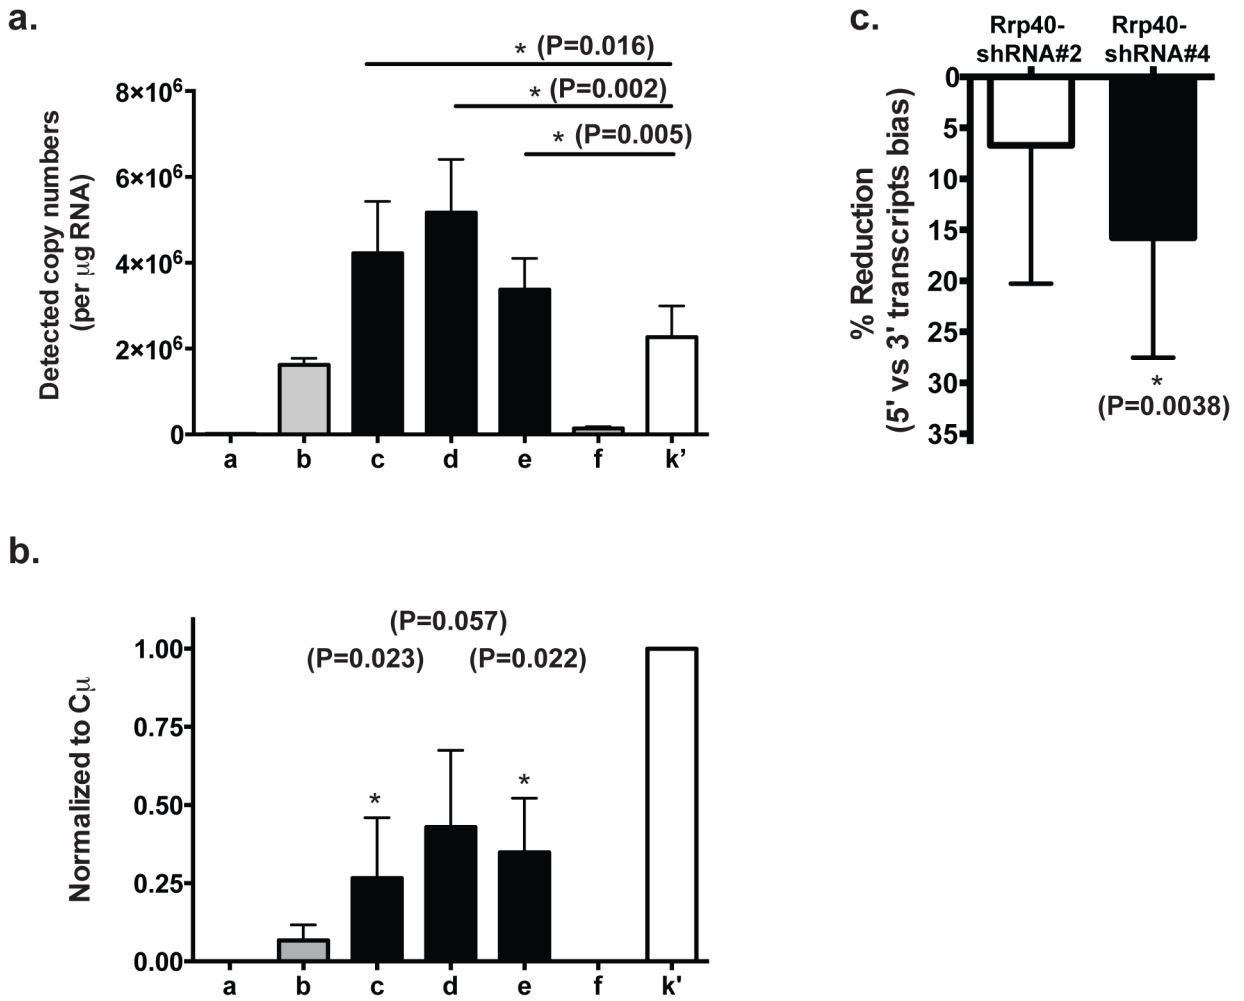 a.
* (P=0.016)
* (P=0.002)
* (P=0.005)
Detected copy numbers
(per μg RNA)
8×10⁶
6×10⁶
4×10⁶
2×10⁶
0
a b c d e f k’
c.
Rrp40-
shRNA#2
Rrp40-
shRNA#4
% Reduction
(5' vs 3' transcripts bias)
0
5
10
15
20
25
30
35
*
(P=0.0038)
b.
(P=0.057)
(P=0.023) (P=0.022)
Normalized to Cμ
1.00
0.75
0.50
0.25
0.00
* *
a b c d e f k'